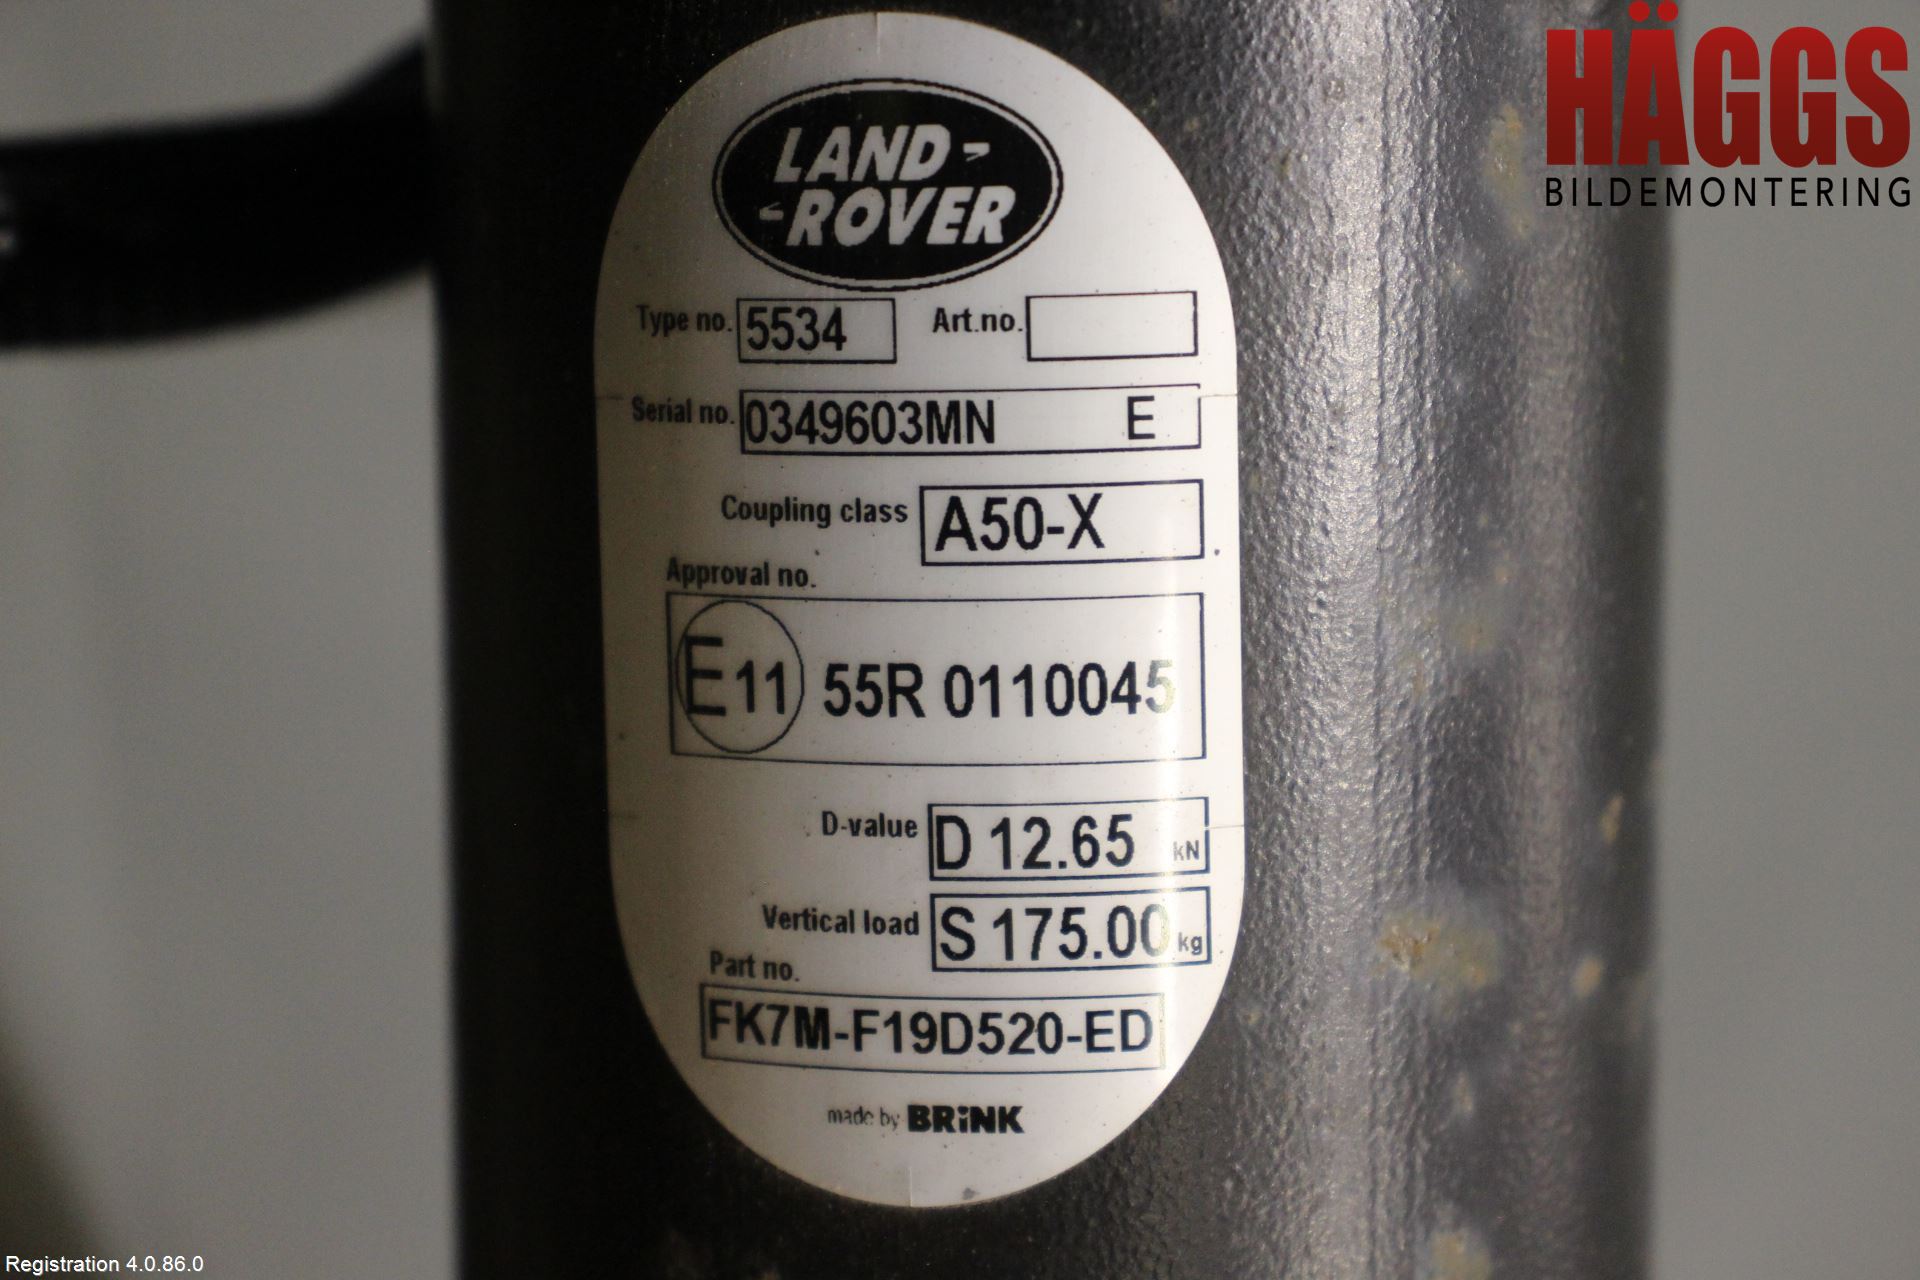 HÄGGS
BILDEMONTERING
LAND-
-ROVER
Type no. 5534 Art.no.
Serial no. 0349603MN E
Coupling class A50-X
Approval no.
E11 55R 0110045
D-value D 12.65 kN
Vertical load S 175.00 kg
Part no.
FK7M-F19D520-ED
made by BRiNK
Registration 4.0.86.0